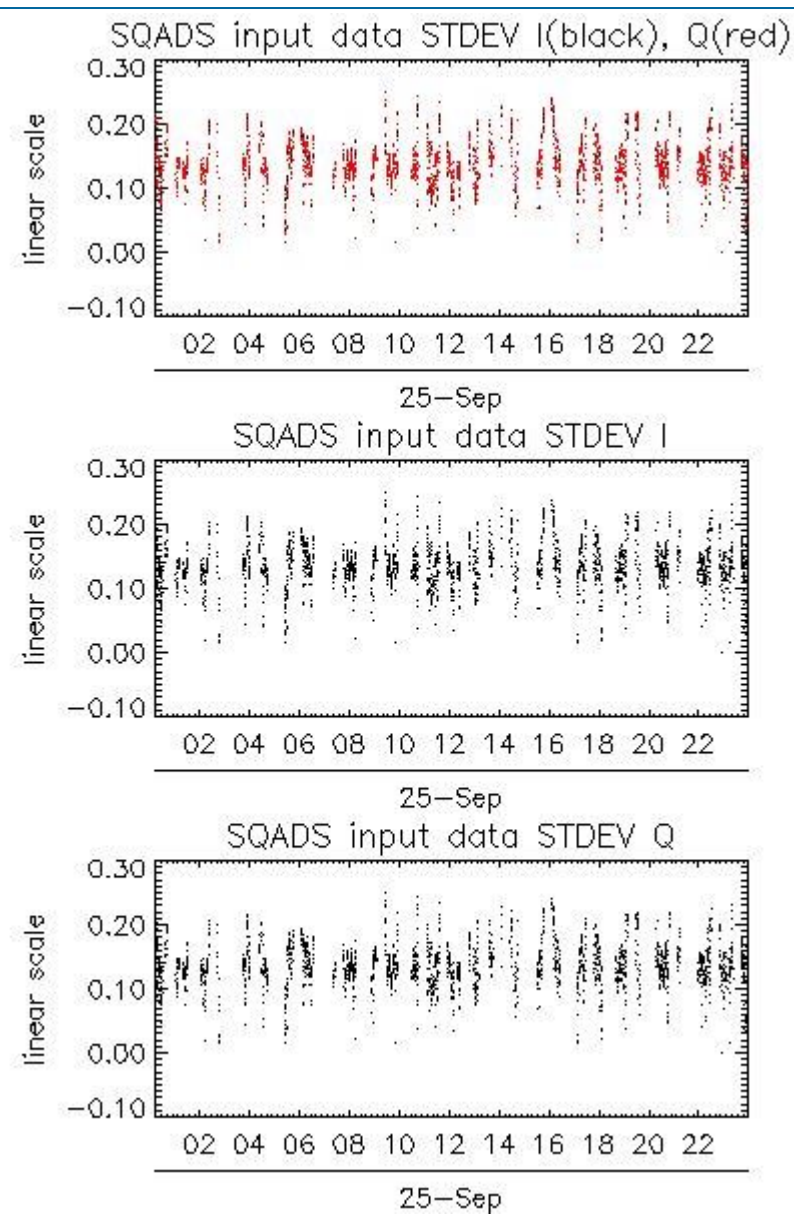 SQADS input data STDEV I(black), Q(red)
0.30
0.20
0.10
0.00
−0.10
linear scale
02 04 06 08 10 12 14 16 18 20 22
25−Sep
SQADS input data STDEV I
0.30
0.20
0.10
0.00
−0.10
linear scale
02 04 06 08 10 12 14 16 18 20 22
25−Sep
SQADS input data STDEV Q
0.30
0.20
0.10
0.00
−0.10
linear scale
02 04 06 08 10 12 14 16 18 20 22
25−Sep